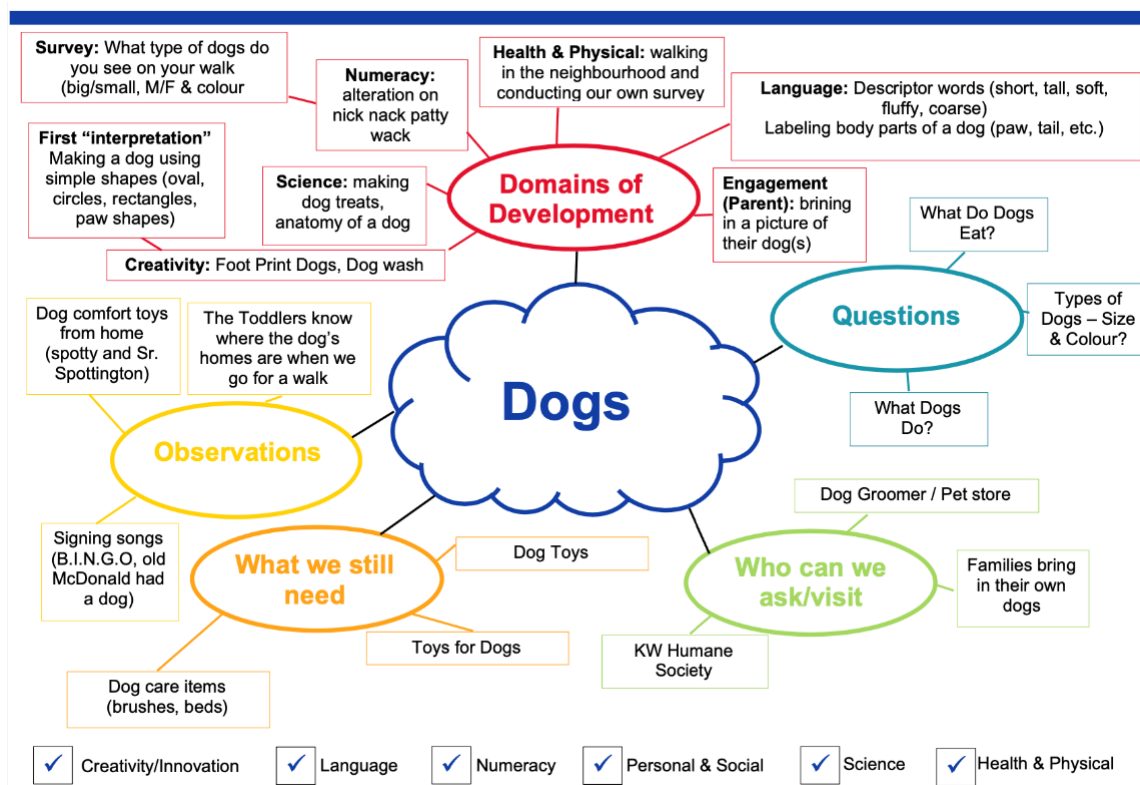 Survey: What type of dogs do
you see on your walk
(big/small, M/F & colour
Numeracy:
alteration on
nick nack patty
wack
Health & Physical: walking
in the neighbourhood and
conducting our own survey
Language: Descriptor words (short, tall, soft,
fluffy, coarse)
Labeling body parts of a dog (paw, tail, etc.)
First “interpretation”
Making a dog using
simple shapes (oval,
circles, rectangles,
paw shapes)
Science: making
dog treats,
anatomy of a dog
Domains of
Development
Engagement
(Parent): brining
in a picture of
their dog(s)
Creativity: Foot Print Dogs, Dog wash
What Do Dogs
Eat?
Questions
Types of
Dogs – Size
& Colour?
What Dogs
Do?
Dog comfort toys
from home
(spotty and Sr.
Spottington)
The Toddlers know
where the dog’s
homes are when we
go for a walk
Dogs
Observations
Signing songs
(B.I.N.G.O, old
McDonald had
a dog)
What we still
need
Dog Toys
Toys for Dogs
Dog care items
(brushes, beds)
Dog Groomer / Pet store
Who can we
ask/visit
Families bring
in their own
dogs
KW Humane
Society
✓ Creativity/Innovation ✓ Language ✓ Numeracy ✓ Personal & Social ✓ Science ✓ Health & Physical